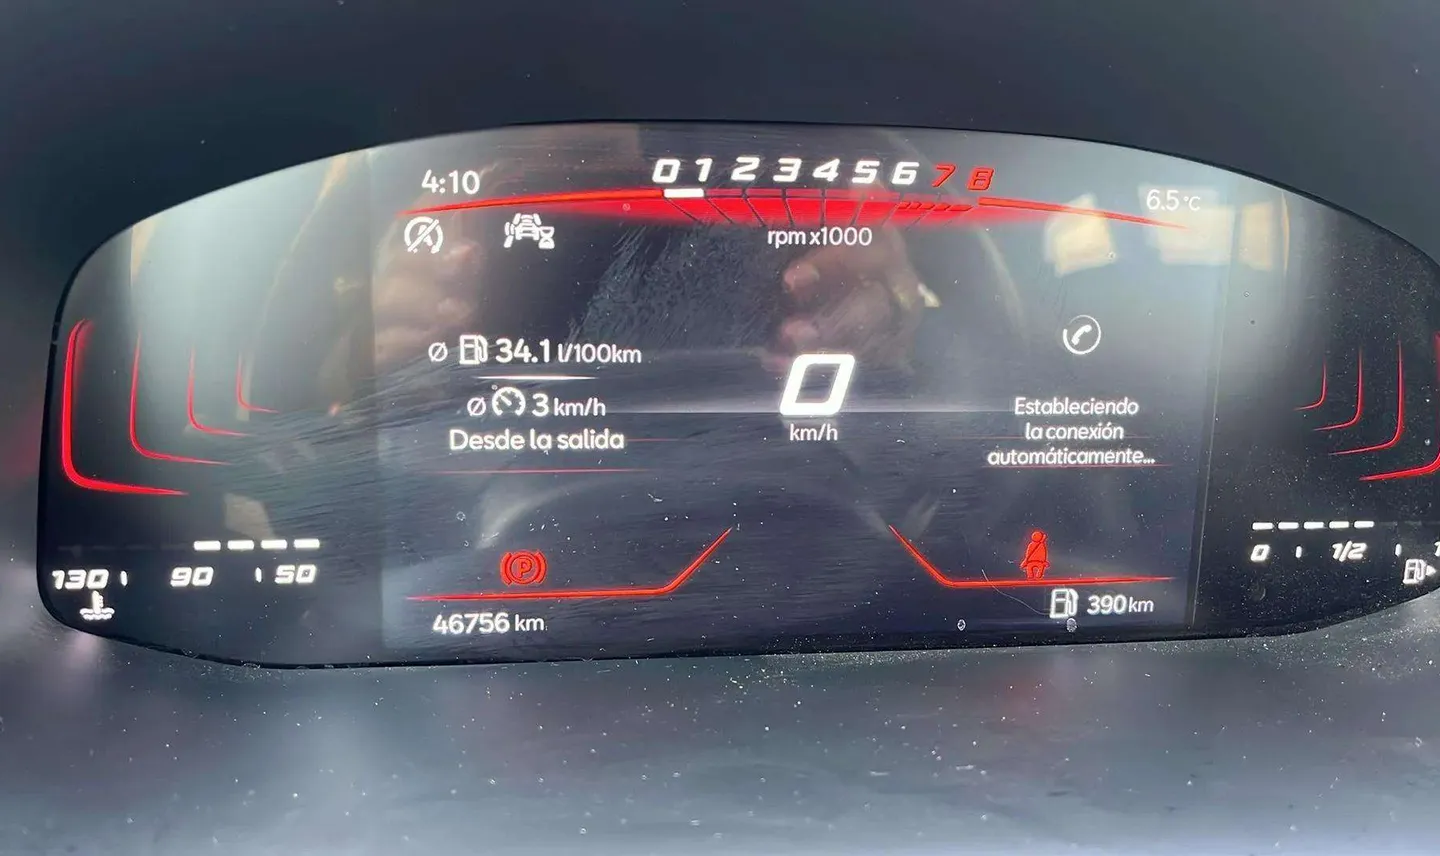 4:10
0 1 2 3 4 5 6 7 8
6.5°C
rpm x1000
Ø 34.1 l/100km
Ø 3 km/h
Desde la salida
0
km/h
Estableciendo
la conexión
automáticamente...
130 90 50
0 1/2
P
46756 km
390 km